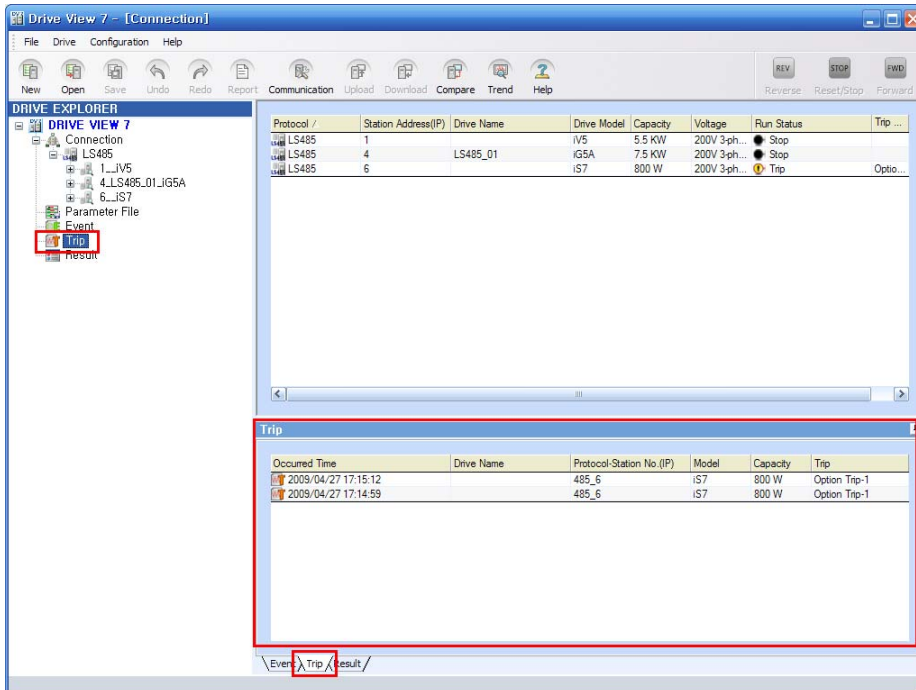 Drive View 7 - [Connection]
File Drive Configuration Help
New Open Save Undo Redo Report Communication Upload Download Compare Trend Help REV Reverse STOP Reset/Stop FWD Forward
DRIVE EXPLORER
DRIVE VIEW 7
Connection
LS485
1__iV5
4_LS485_01_iG5A
6__iS7
Parameter File
Event
Trip
Result
Protocol / Station Address(IP) Drive Name Drive Model Capacity Voltage Run Status Trip ...
LS485 1 iV5 5.5 KW 200V 3-ph... Stop
LS485 4 LS485_01 iG5A 7.5 KW 200V 3-ph... Stop
LS485 6 iS7 800 W 200V 3-ph... Trip Optio...
Trip
Occurred Time Drive Name Protocol-Station No.(IP) Model Capacity Trip
2009/04/27 17:15:12 485_6 iS7 800 W Option Trip-1
2009/04/27 17:14:59 485_6 iS7 800 W Option Trip-1
Event Trip Result